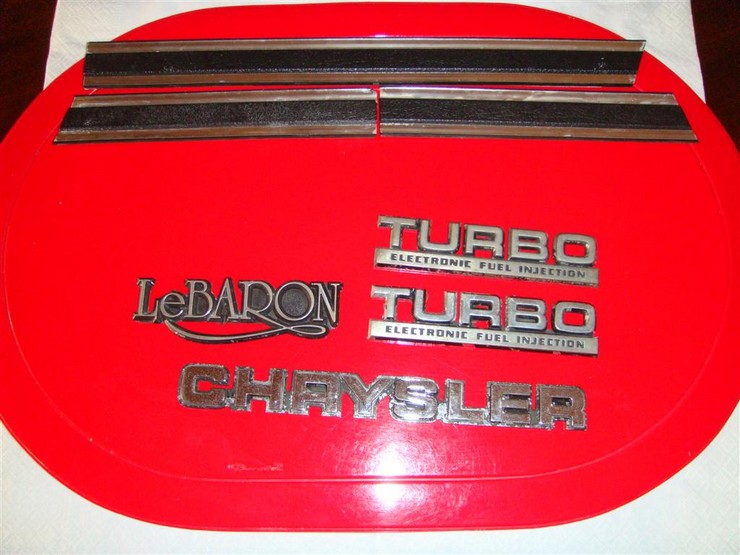 TURBO
ELECTRONIC FUEL INJECTION
LeBARON
TURBO
ELECTRONIC FUEL INJECTION
CHRYSLER